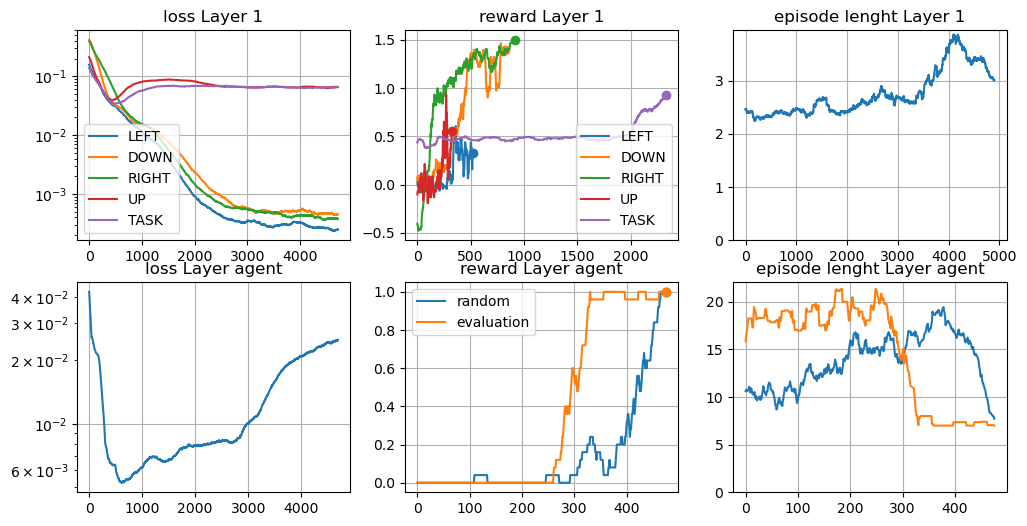 loss Layer 1
10⁻¹
10⁻²
10⁻³
LEFT
DOWN
RIGHT
UP
TASK
0 1000 2000 3000 4000
reward Layer 1
1.5
1.0
0.5
0.0
−0.5
LEFT
DOWN
RIGHT
UP
TASK
0 500 1000 1500 2000
episode lenght Layer 1
3
2
1
0
0 1000 2000 3000 4000 5000
loss Layer agent
4 × 10⁻²
3 × 10⁻²
2 × 10⁻²
10⁻²
6 × 10⁻³
0 1000 2000 3000 4000
reward Layer agent
1.0
0.8
0.6
0.4
0.2
0.0
random
evaluation
0 200 400
episode lenght Layer agent
20
15
10
5
0
0 100 200 300 400